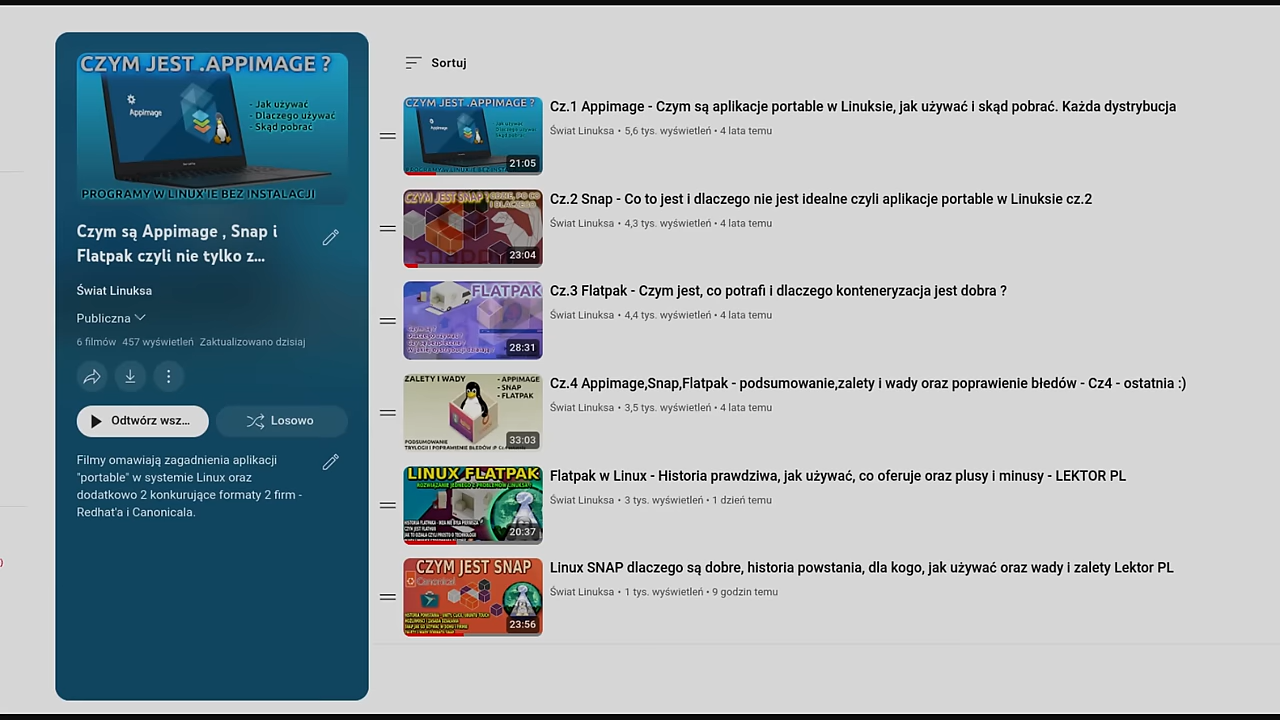 CZYM JEST .APPIMAGE ?
AppImage
- Jak używać
- Dlaczego używać
- Skąd pobrać
PROGRAMY W LINUX'IE BEZ INSTALACJI
Czym są Appimage , Snap i
Flatpak czyli nie tylko z...
Świat Linuksa
Publiczna
6 filmów 457 wyświetleń Zaktualizowano dzisiaj
Odtwórz wsz...
Losowo
Filmy omawiają zagadnienia aplikacji
"portable" w systemie Linux oraz
dodatkowo 2 konkurujące formaty 2 firm -
Redhat'a i Canonicala.
Sortuj
CZYM JEST .APPIMAGE ?
21:05
Cz.1 Appimage - Czym są aplikacje portable w Linuksie, jak używać i skąd pobrać. Każda dystrybucja
Świat Linuksa • 5,6 tys. wyświetleń • 4 lata temu
CZYM JEST SNAP
23:04
Cz.2 Snap - Co to jest i dlaczego nie jest idealne czyli aplikacje portable w Linuksie cz.2
Świat Linuksa • 4,3 tys. wyświetleń • 4 lata temu
FLATPAK
28:31
Cz.3 Flatpak - Czym jest, co potrafi i dlaczego konteneryzacja jest dobra ?
Świat Linuksa • 4,4 tys. wyświetleń • 4 lata temu
ZALETY I WADY
- APPIMAGE
- SNAP
- FLATPAK
PODSUMOWANIE
33:03
Cz.4 Appimage,Snap,Flatpak - podsumowanie,zalety i wady oraz poprawienie błedów - Cz4 - ostatnia :)
Świat Linuksa • 3,5 tys. wyświetleń • 4 lata temu
LINUX FLATPAK
20:37
Flatpak w Linux - Historia prawdziwa, jak używać, co oferuje oraz plusy i minusy - LEKTOR PL
Świat Linuksa • 3 tys. wyświetleń • 1 dzień temu
CZYM JEST SNAP
Canonical
23:56
Linux SNAP dlaczego są dobre, historia powstania, dla kogo, jak używać oraz wady i zalety Lektor PL
Świat Linuksa • 1 tys. wyświetleń • 9 godzin temu